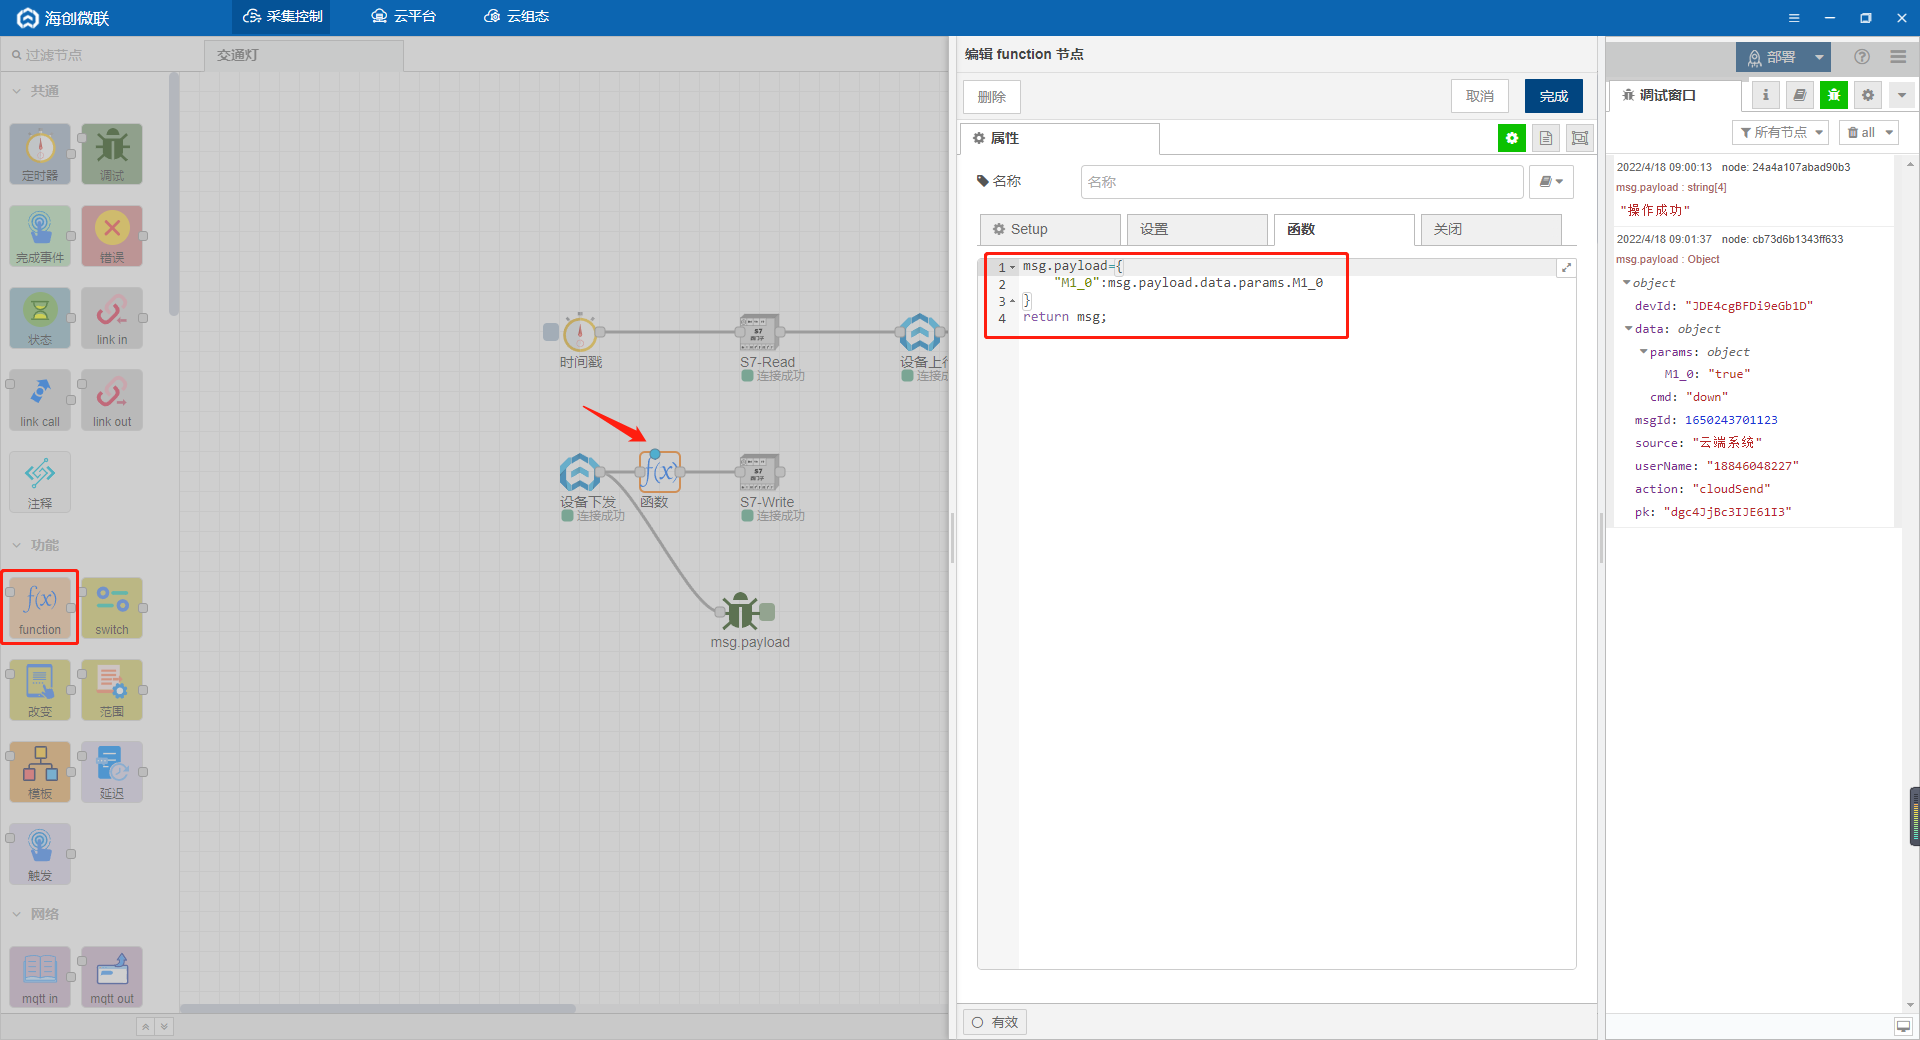 海创微联
采集控制
云平台
云组态
过滤节点
交通灯
共通
定时器
调试
完成事件
错误
状态
link in
link call
link out
注释
功能
function
switch
改变
范围
模板
延迟
触发
网络
mqtt in
mqtt out
时间戳
S7-Read
连接成功
设备上行
连接成
设备下发
连接成功
f(x)
函数
S7-Write
连接成功
msg.payload
编辑 function 节点
删除
取消
完成
属性
名称
名称
Setup
设置
函数
关闭
1 msg.payload={
2 "M1_0":msg.payload.data.params.M1_0
3 }
4 return msg;
有效
部署
调试窗口
所有节点
all
2022/4/18 09:00:13 node: 24a4a107abad90b3
msg.payload : string[4]
"操作成功"
2022/4/18 09:01:37 node: cb73d6b1343ff633
msg.payload : Object
object
devId: "JDE4cgBFDi9eGb1D"
data: object
params: object
M1_0: "true"
cmd: "down"
msgId: 1650243701123
source: "云端系统"
userName: "18846048227"
action: "cloudSend"
pk: "dgc4JjBc3IJE61I3"